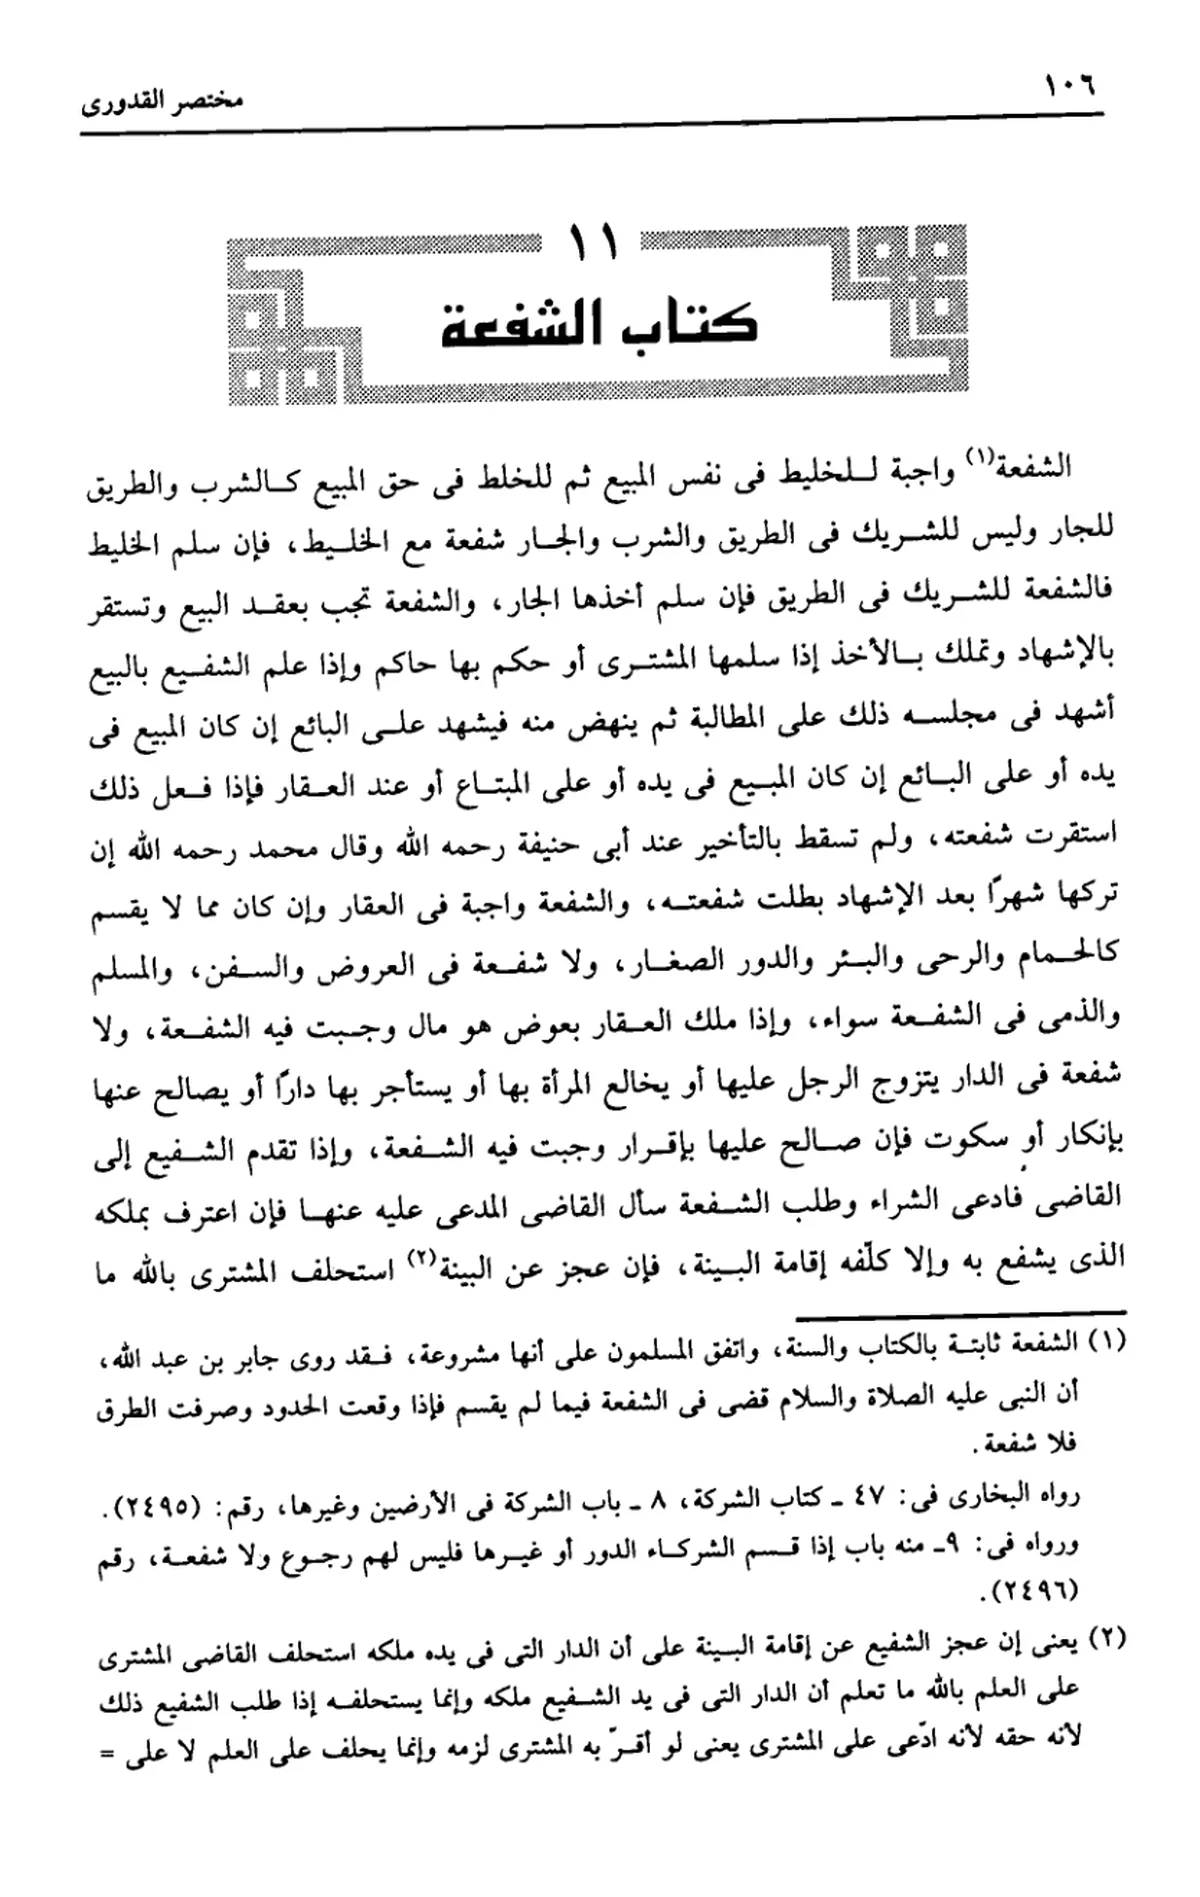 ١٠٦
مختصر القدورى
١١
كتاب الشفعة
الشفعة(١) واجبة للخليط فى نفس المبيع ثم للخلط فى حق المبيع كالشرب والطريق
للجار وليس للشريك فى الطريق والشرب والجار شفعة مع الخليط، فإن سلم الخليط
فالشفعة للشريك فى الطريق فإن سلم أخذها الجار، والشفعة تجب بعقد البيع وتستقر
بالإشهاد وتملك بالأخذ إذا سلمها المشترى أو حكم بها حاكم وإذا علم الشفيع بالبيع
أشهد فى مجلسه ذلك على المطالبة ثم ينهض منه فيشهد على البائع إن كان المبيع فى
يده أو على البائع إن كان المبيع فى يده أو على المبتاع أو عند العقار فإذا فعل ذلك
استقرت شفعته، ولم تسقط بالتأخير عند أبى حنيفة رحمه الله وقال محمد رحمه الله إن
تركها شهرًا بعد الإشهاد بطلت شفعته، والشفعة واجبة فى العقار وإن كان مما لا يقسم
كالحمام والرحى والبئر والدور الصغار، ولا شفعة فى العروض والسفن، والمسلم
والذمى فى الشفعة سواء، وإذا ملك العقار بعوض هو مال وجبت فيه الشفعة، ولا
شفعة فى الدار يتزوج الرجل عليها أو يخالع المرأة بها أو يستأجر بها دارًا أو يصالح عنها
بإنكار أو سكوت فإن صالح عليها بإقرار وجبت فيه الشفعة، وإذا تقدم الشفيع إلى
القاضى فادعى الشراء وطلب الشفعة سأل القاضى المدعى عليه عنها فإن اعترف بملكه
الذى يشفع به وإلا كلّفه إقامة البينة، فإن عجز عن البينة(٢) استحلف المشترى بالله ما
(١) الشفعة ثابتة بالكتاب والسنة، واتفق المسلمون على أنها مشروعة، فقد روى جابر بن عبد الله،
أن النبى عليه الصلاة والسلام قضى فى الشفعة فيما لم يقسم فإذا وقعت الحدود وصرفت الطرق
فلا شفعة.
رواه البخارى فى: ٤٧ ـ كتاب الشركة، ٨ ـ باب الشركة فى الأرضين وغيرها، رقم: (٢٤٩٥).
ورواه فى: ٩ـ منه باب إذا قسم الشركاء الدور أو غيرها فليس لهم رجوع ولا شفعة، رقم
(٢٤٩٦).
(٢) يعنى إن عجز الشفيع عن إقامة البينة على أن الدار التى فى يده ملكه استحلف القاضى المشترى
على العلم بالله ما تعلم أن الدار التى فى يد الشفيع ملكه وإنما يستحلفه إذا طلب الشفيع ذلك
لأنه حقه لأنه ادّعى على المشترى يعنى لو أقرّ به المشترى لزمه وإنما يحلف على العلم لا على =